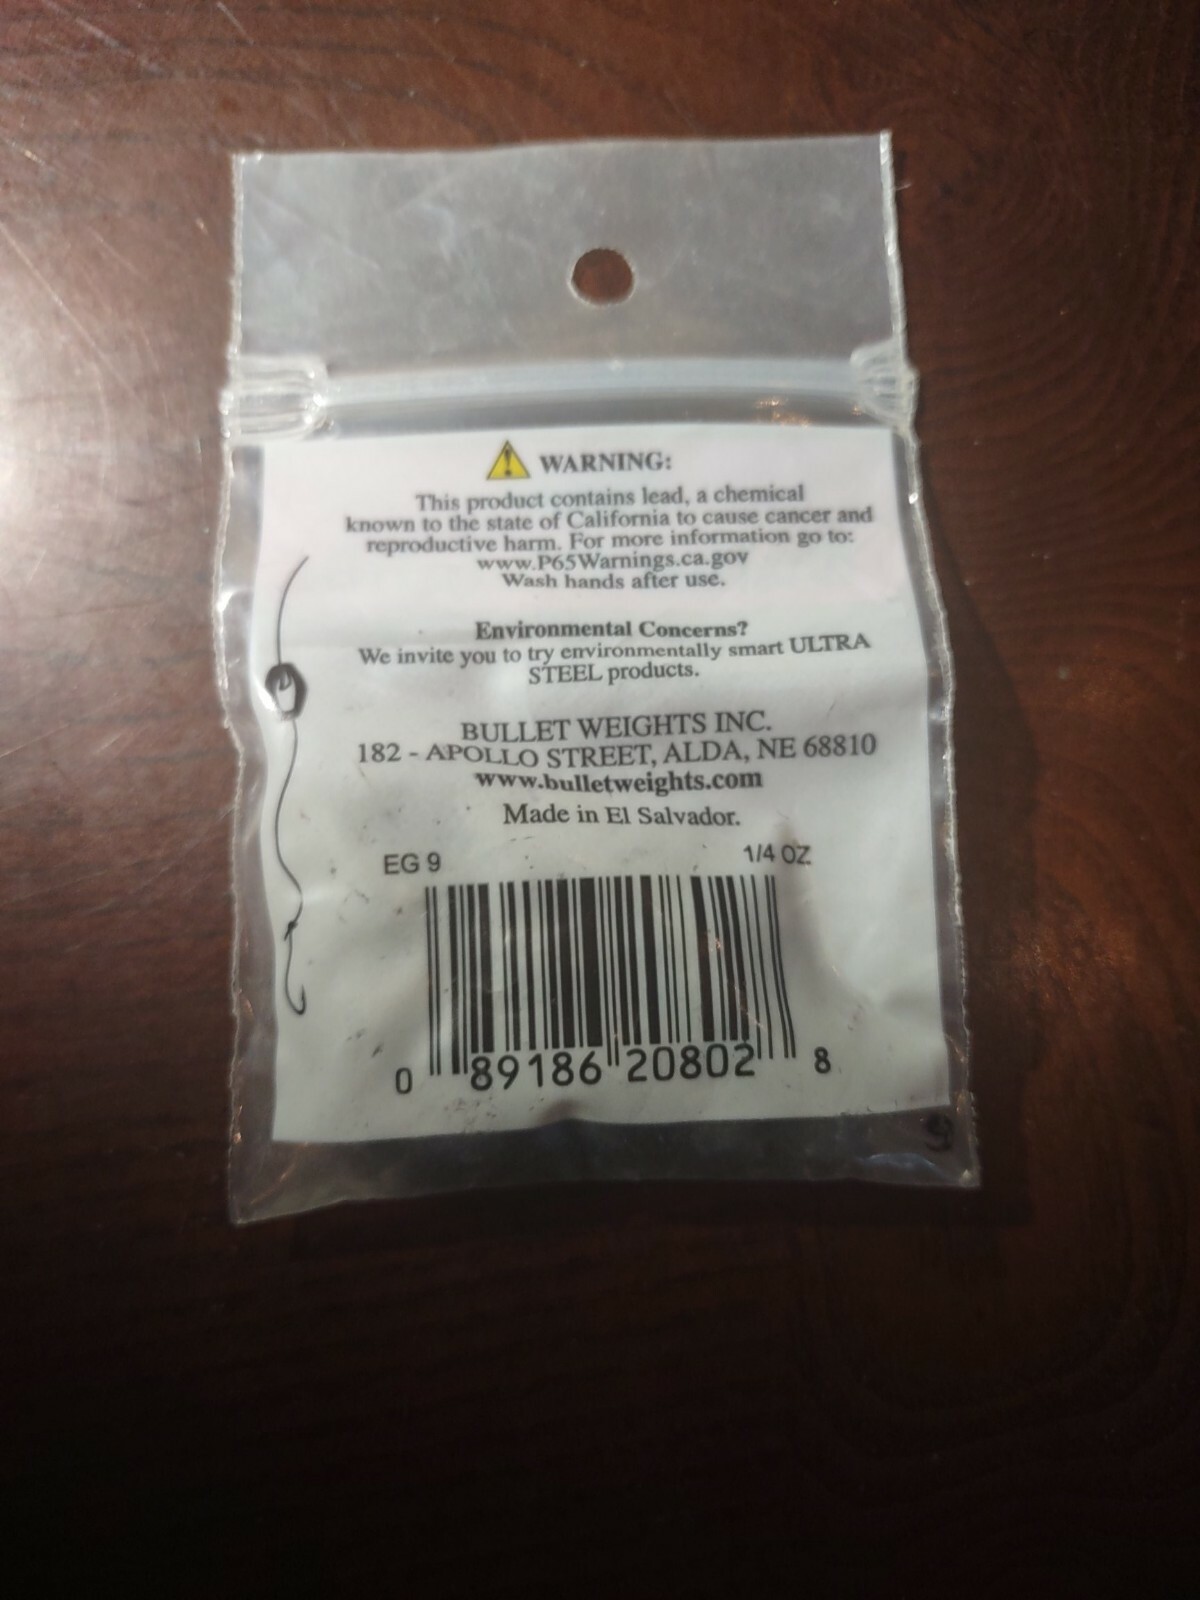 WARNING:
This product contains lead, a chemical
known to the state of California to cause cancer and
reproductive harm. For more information go to:
www.P65Warnings.ca.gov
Wash hands after use.
Environmental Concerns?
We invite you to try environmentally smart ULTRA
STEEL products.
BULLET WEIGHTS INC.
182 - APOLLO STREET, ALDA, NE 68810
www.bulletweights.com
Made in El Salvador.
EG 9 1/4 OZ
0 89186 20802 8
9